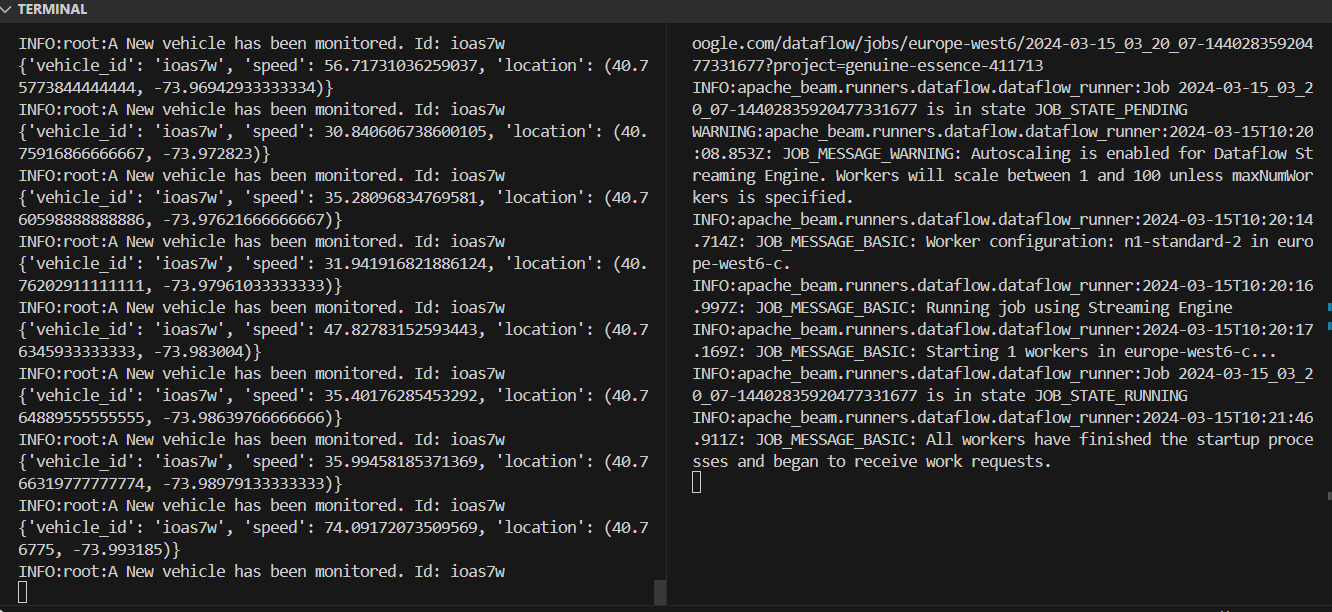 TERMINAL
INFO:root:A New vehicle has been monitored. Id: ioas7w
{'vehicle_id': 'ioas7w', 'speed': 56.71731036259037, 'location': (40.7
5773844444444, -73.96942933333334)}
INFO:root:A New vehicle has been monitored. Id: ioas7w
{'vehicle_id': 'ioas7w', 'speed': 30.840606738600105, 'location': (40.
75916866666667, -73.972823)}
INFO:root:A New vehicle has been monitored. Id: ioas7w
{'vehicle_id': 'ioas7w', 'speed': 35.28096834769581, 'location': (40.7
60598888888886, -73.97621666666667)}
INFO:root:A New vehicle has been monitored. Id: ioas7w
{'vehicle_id': 'ioas7w', 'speed': 31.941916821886124, 'location': (40.
76202911111111, -73.97961033333333)}
INFO:root:A New vehicle has been monitored. Id: ioas7w
{'vehicle_id': 'ioas7w', 'speed': 47.82783152593443, 'location': (40.7
6345933333333, -73.983004)}
INFO:root:A New vehicle has been monitored. Id: ioas7w
{'vehicle_id': 'ioas7w', 'speed': 35.40176285453292, 'location': (40.7
64889555555555, -73.98639766666666)}
INFO:root:A New vehicle has been monitored. Id: ioas7w
{'vehicle_id': 'ioas7w', 'speed': 35.99458185371369, 'location': (40.7
66319777777774, -73.98979133333333)}
INFO:root:A New vehicle has been monitored. Id: ioas7w
{'vehicle_id': 'ioas7w', 'speed': 74.09172073509569, 'location': (40.7
6775, -73.993185)}
INFO:root:A New vehicle has been monitored. Id: ioas7w
oogle.com/dataflow/jobs/europe-west6/2024-03-15_03_20_07-144028359204
77331677?project=genuine-essence-411713
INFO:apache_beam.runners.dataflow.dataflow_runner:Job 2024-03-15_03_2
0_07-14402835920477331677 is in state JOB_STATE_PENDING
WARNING:apache_beam.runners.dataflow.dataflow_runner:2024-03-15T10:20
:08.853Z: JOB_MESSAGE_WARNING: Autoscaling is enabled for Dataflow St
reaming Engine. Workers will scale between 1 and 100 unless maxNumWor
kers is specified.
INFO:apache_beam.runners.dataflow.dataflow_runner:2024-03-15T10:20:14
.714Z: JOB_MESSAGE_BASIC: Worker configuration: n1-standard-2 in euro
pe-west6-c.
INFO:apache_beam.runners.dataflow.dataflow_runner:2024-03-15T10:20:16
.997Z: JOB_MESSAGE_BASIC: Running job using Streaming Engine
INFO:apache_beam.runners.dataflow.dataflow_runner:2024-03-15T10:20:17
.169Z: JOB_MESSAGE_BASIC: Starting 1 workers in europe-west6-c...
INFO:apache_beam.runners.dataflow.dataflow_runner:Job 2024-03-15_03_2
0_07-14402835920477331677 is in state JOB_STATE_RUNNING
INFO:apache_beam.runners.dataflow.dataflow_runner:2024-03-15T10:21:46
.911Z: JOB_MESSAGE_BASIC: All workers have finished the startup proce
sses and began to receive work requests.